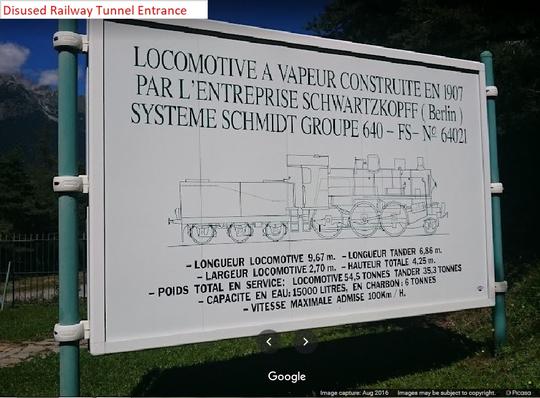 Disused Railway Tunnel Entrance
LOCOMOTIVE A VAPEUR CONSTRUITE EN 1907
PAR L'ENTREPRISE SCHWARTZKOPFF (Berlin)
SYSTEME SCHMIDT GROUPE 640 - FS - Nº 64021
- LONGUEUR LOCOMOTIVE 9,67 m. - LONGUEUR TANDER 6,86 m.
- LARGEUR LOCOMOTIVE 2,70 m. - HAUTEUR TOTALE 4,25 m.
- POIDS TOTAL EN SERVICE: LOCOMOTIVE 54,5 TONNES TANDER 35,3 TONNES
- CAPACITE EN EAU: 15000 LITRES, EN CHARBON: 6 TONNES
- VITESSE MAXIMALE ADMISE 100Km / H.
Google
Image capture: Aug 2016 Images may be subject to copyright. © Picasa